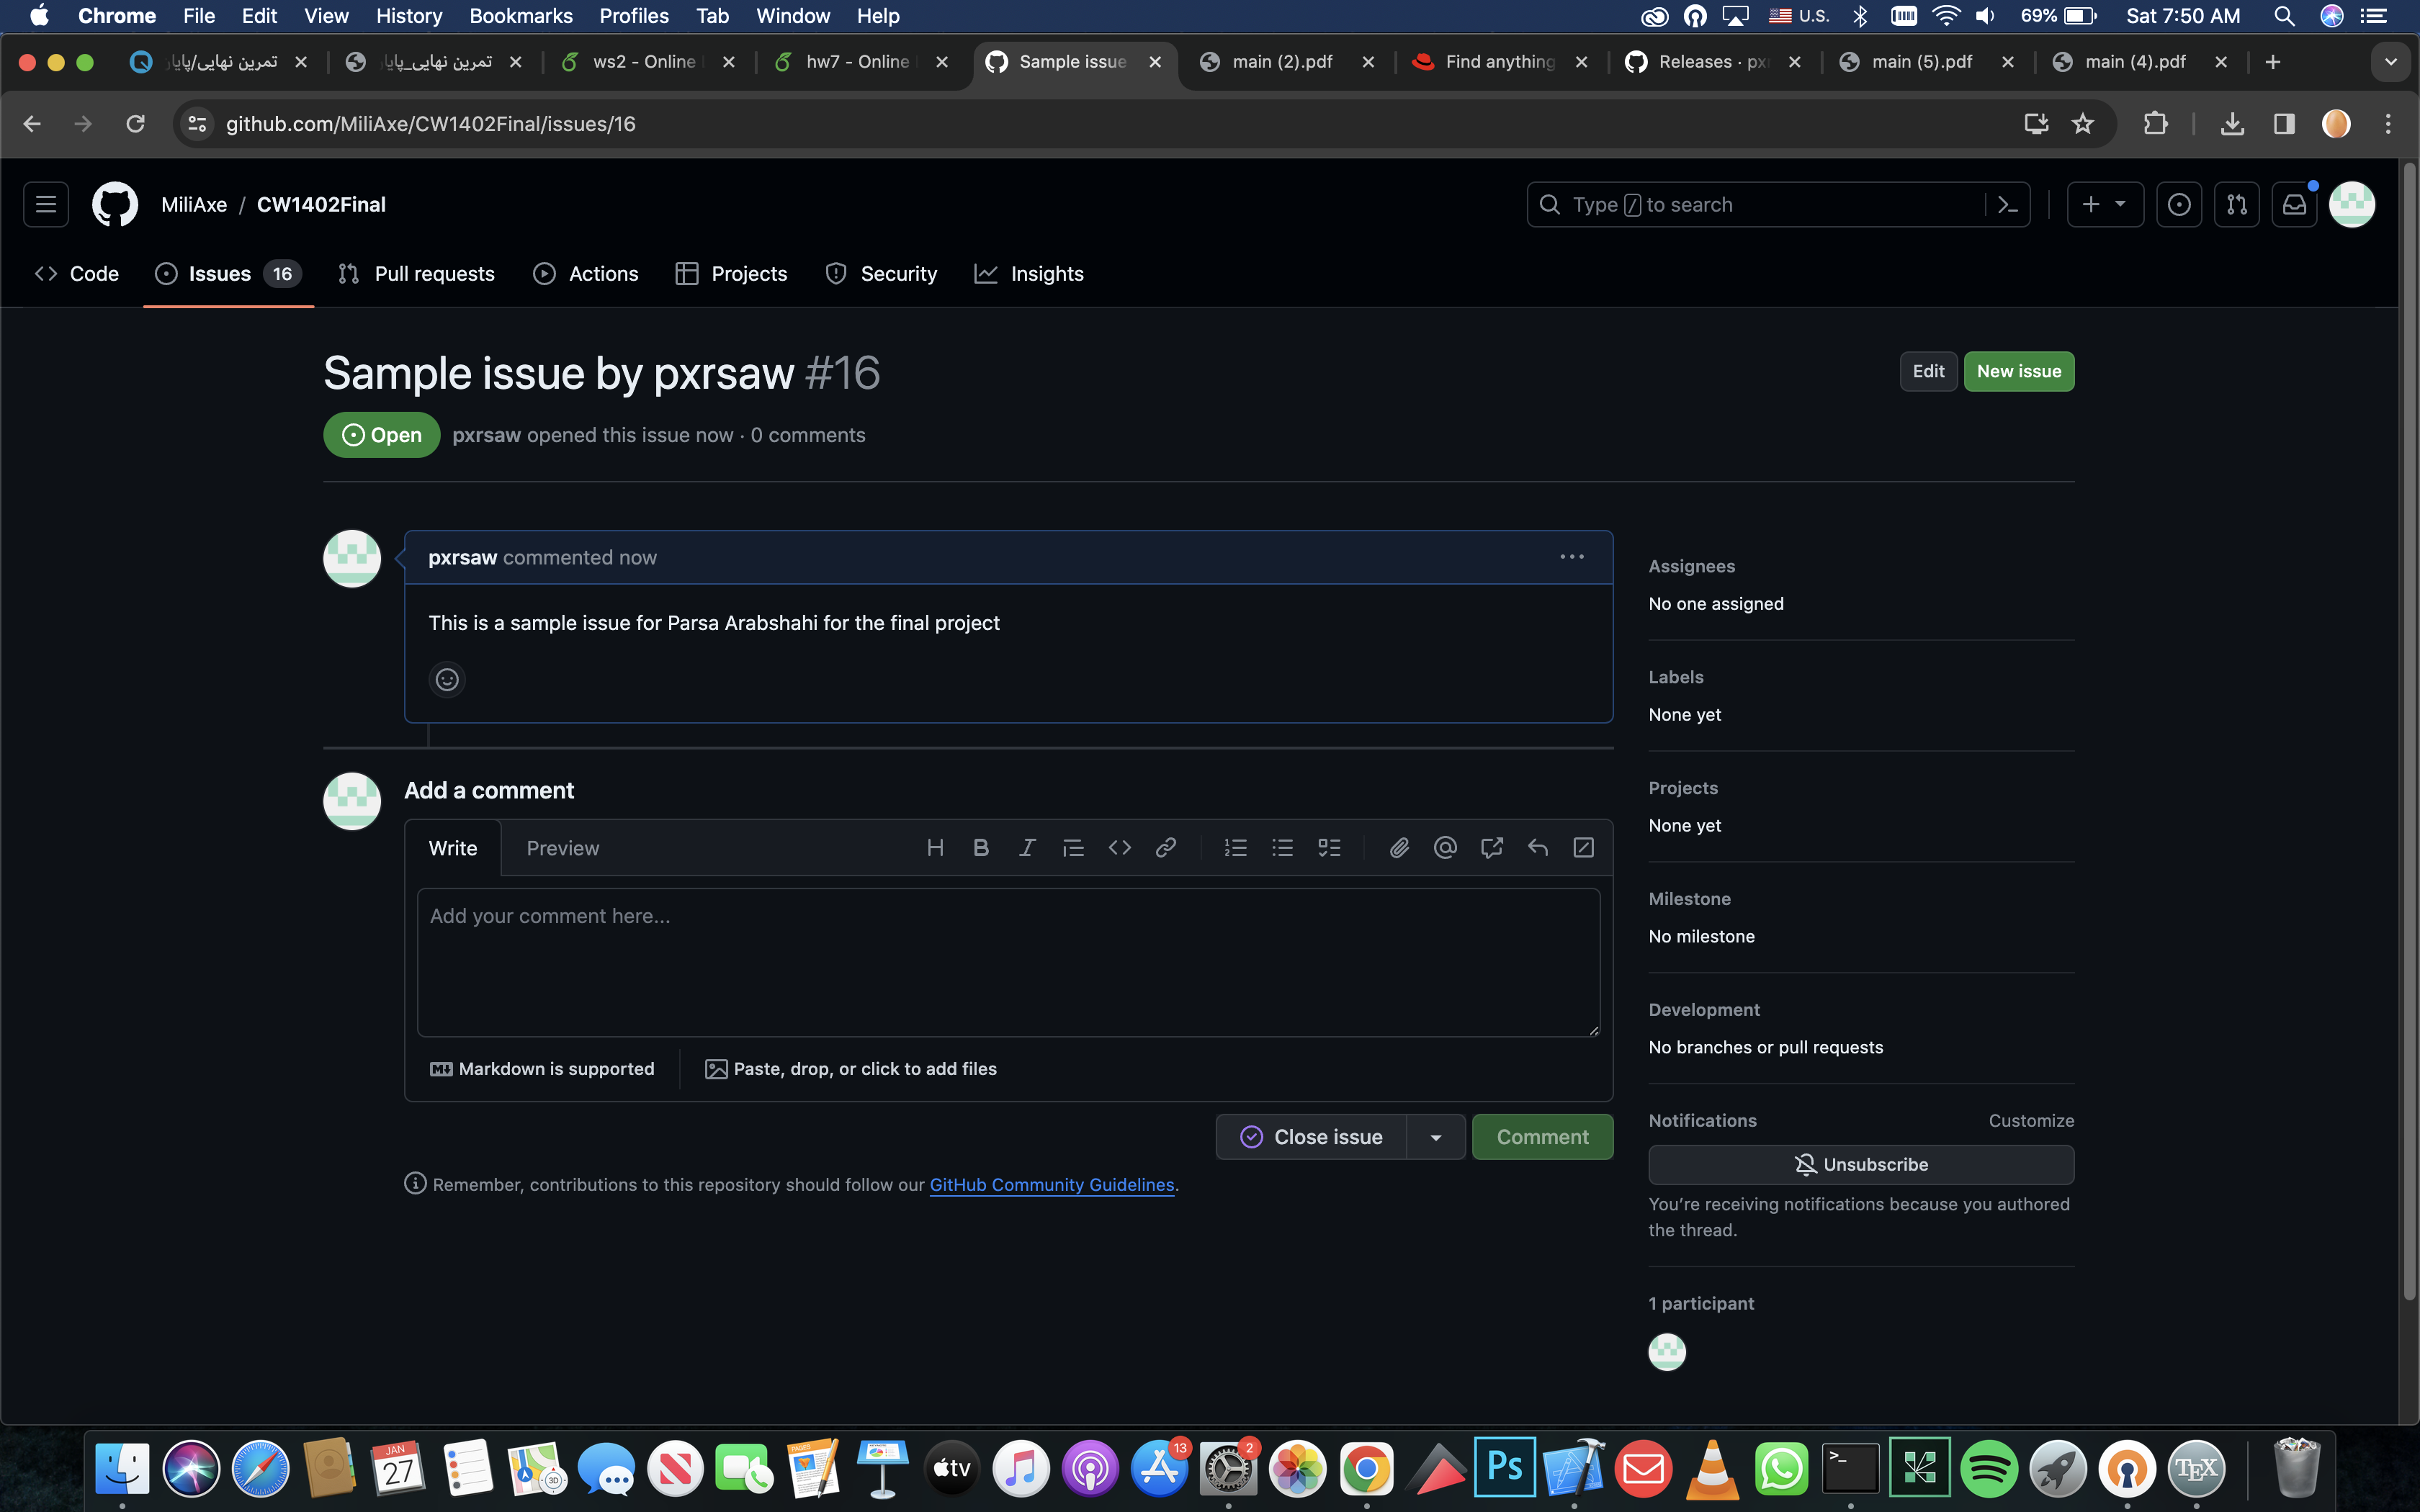 Chrome File Edit View History Bookmarks Profiles Tab Window Help U.S. 69% Sat 7:50 AM
تمرین نهایی/پایا تمرین نهایی_پایا ws2 - Online hw7 - Online Sample issue main (2).pdf Find anything Releases · px main (5).pdf main (4).pdf
github.com/MiliAxe/CW1402Final/issues/16
MiliAxe / CW1402Final Type / to search
Code Issues 16 Pull requests Actions Projects Security Insights
Sample issue by pxrsaw #16 Edit New issue
Open pxrsaw opened this issue now · 0 comments
pxrsaw commented now
This is a sample issue for Parsa Arabshahi for the final project
Add a comment
Write Preview
Add your comment here...
Markdown is supported Paste, drop, or click to add files
Close issue Comment
Remember, contributions to this repository should follow our GitHub Community Guidelines.
Assignees
No one assigned
Labels
None yet
Projects
None yet
Milestone
No milestone
Development
No branches or pull requests
Notifications Customize
Unsubscribe
You're receiving notifications because you authored
the thread.
1 participant
JAN
27
3D
PAGES
tv
13
2
Ps
TEX